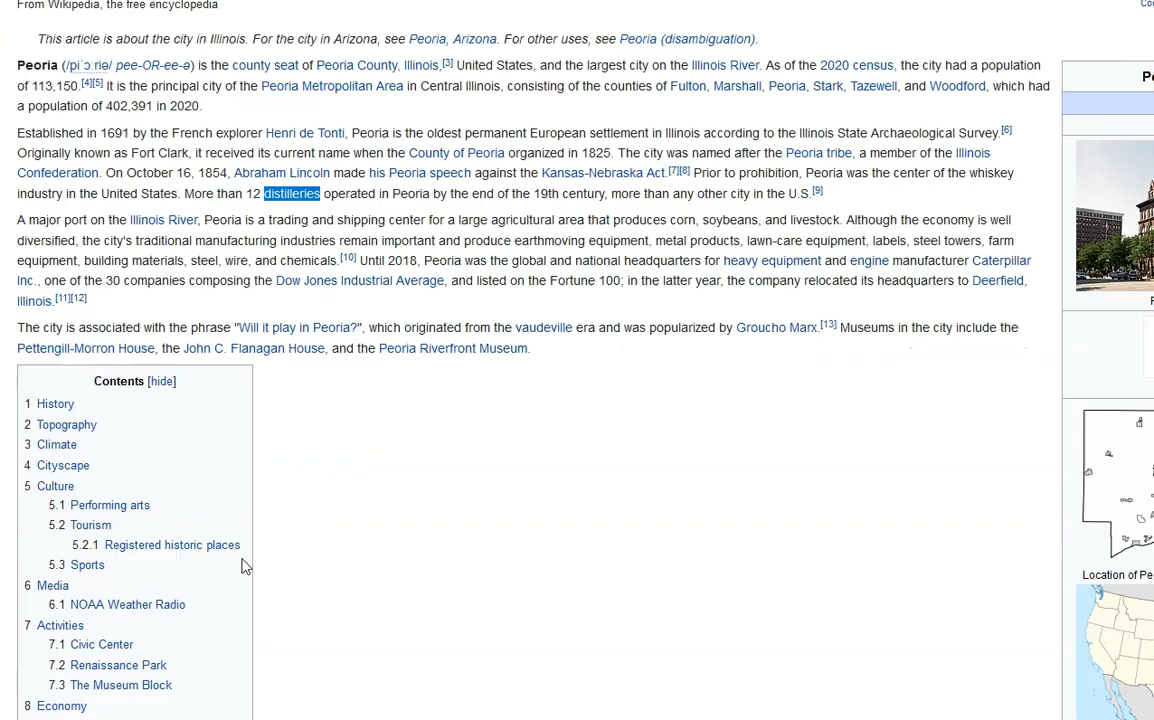 From Wikipedia, the free encyclopedia
This article is about the city in Illinois. For the city in Arizona, see Peoria, Arizona. For other uses, see Peoria (disambiguation).
Peoria (/piˈɔːriə/ pee-OR-ee-ə) is the county seat of Peoria County, Illinois,[3] United States, and the largest city on the Illinois River. As of the 2020 census, the city had a population
of 113,150.[4][5] It is the principal city of the Peoria Metropolitan Area in Central Illinois, consisting of the counties of Fulton, Marshall, Peoria, Stark, Tazewell, and Woodford, which had
a population of 402,391 in 2020.
Established in 1691 by the French explorer Henri de Tonti, Peoria is the oldest permanent European settlement in Illinois according to the Illinois State Archaeological Survey.[6]
Originally known as Fort Clark, it received its current name when the County of Peoria organized in 1825. The city was named after the Peoria tribe, a member of the Illinois
Confederation. On October 16, 1854, Abraham Lincoln made his Peoria speech against the Kansas-Nebraska Act.[7][8] Prior to prohibition, Peoria was the center of the whiskey
industry in the United States. More than 12 distilleries operated in Peoria by the end of the 19th century, more than any other city in the U.S.[9]
A major port on the Illinois River, Peoria is a trading and shipping center for a large agricultural area that produces corn, soybeans, and livestock. Although the economy is well
diversified, the city's traditional manufacturing industries remain important and produce earthmoving equipment, metal products, lawn-care equipment, labels, steel towers, farm
equipment, building materials, steel, wire, and chemicals.[10] Until 2018, Peoria was the global and national headquarters for heavy equipment and engine manufacturer Caterpillar
Inc., one of the 30 companies composing the Dow Jones Industrial Average, and listed on the Fortune 100; in the latter year, the company relocated its headquarters to Deerfield,
Illinois.[11][12]
The city is associated with the phrase "Will it play in Peoria?", which originated from the vaudeville era and was popularized by Groucho Marx.[13] Museums in the city include the
Pettengill-Morron House, the John C. Flanagan House, and the Peoria Riverfront Museum.
Contents [hide]
1 History
2 Topography
3 Climate
4 Cityscape
5 Culture
5.1 Performing arts
5.2 Tourism
5.2.1 Registered historic places
5.3 Sports
6 Media
6.1 NOAA Weather Radio
7 Activities
7.1 Civic Center
7.2 Renaissance Park
7.3 The Museum Block
8 Economy
Location of Pe